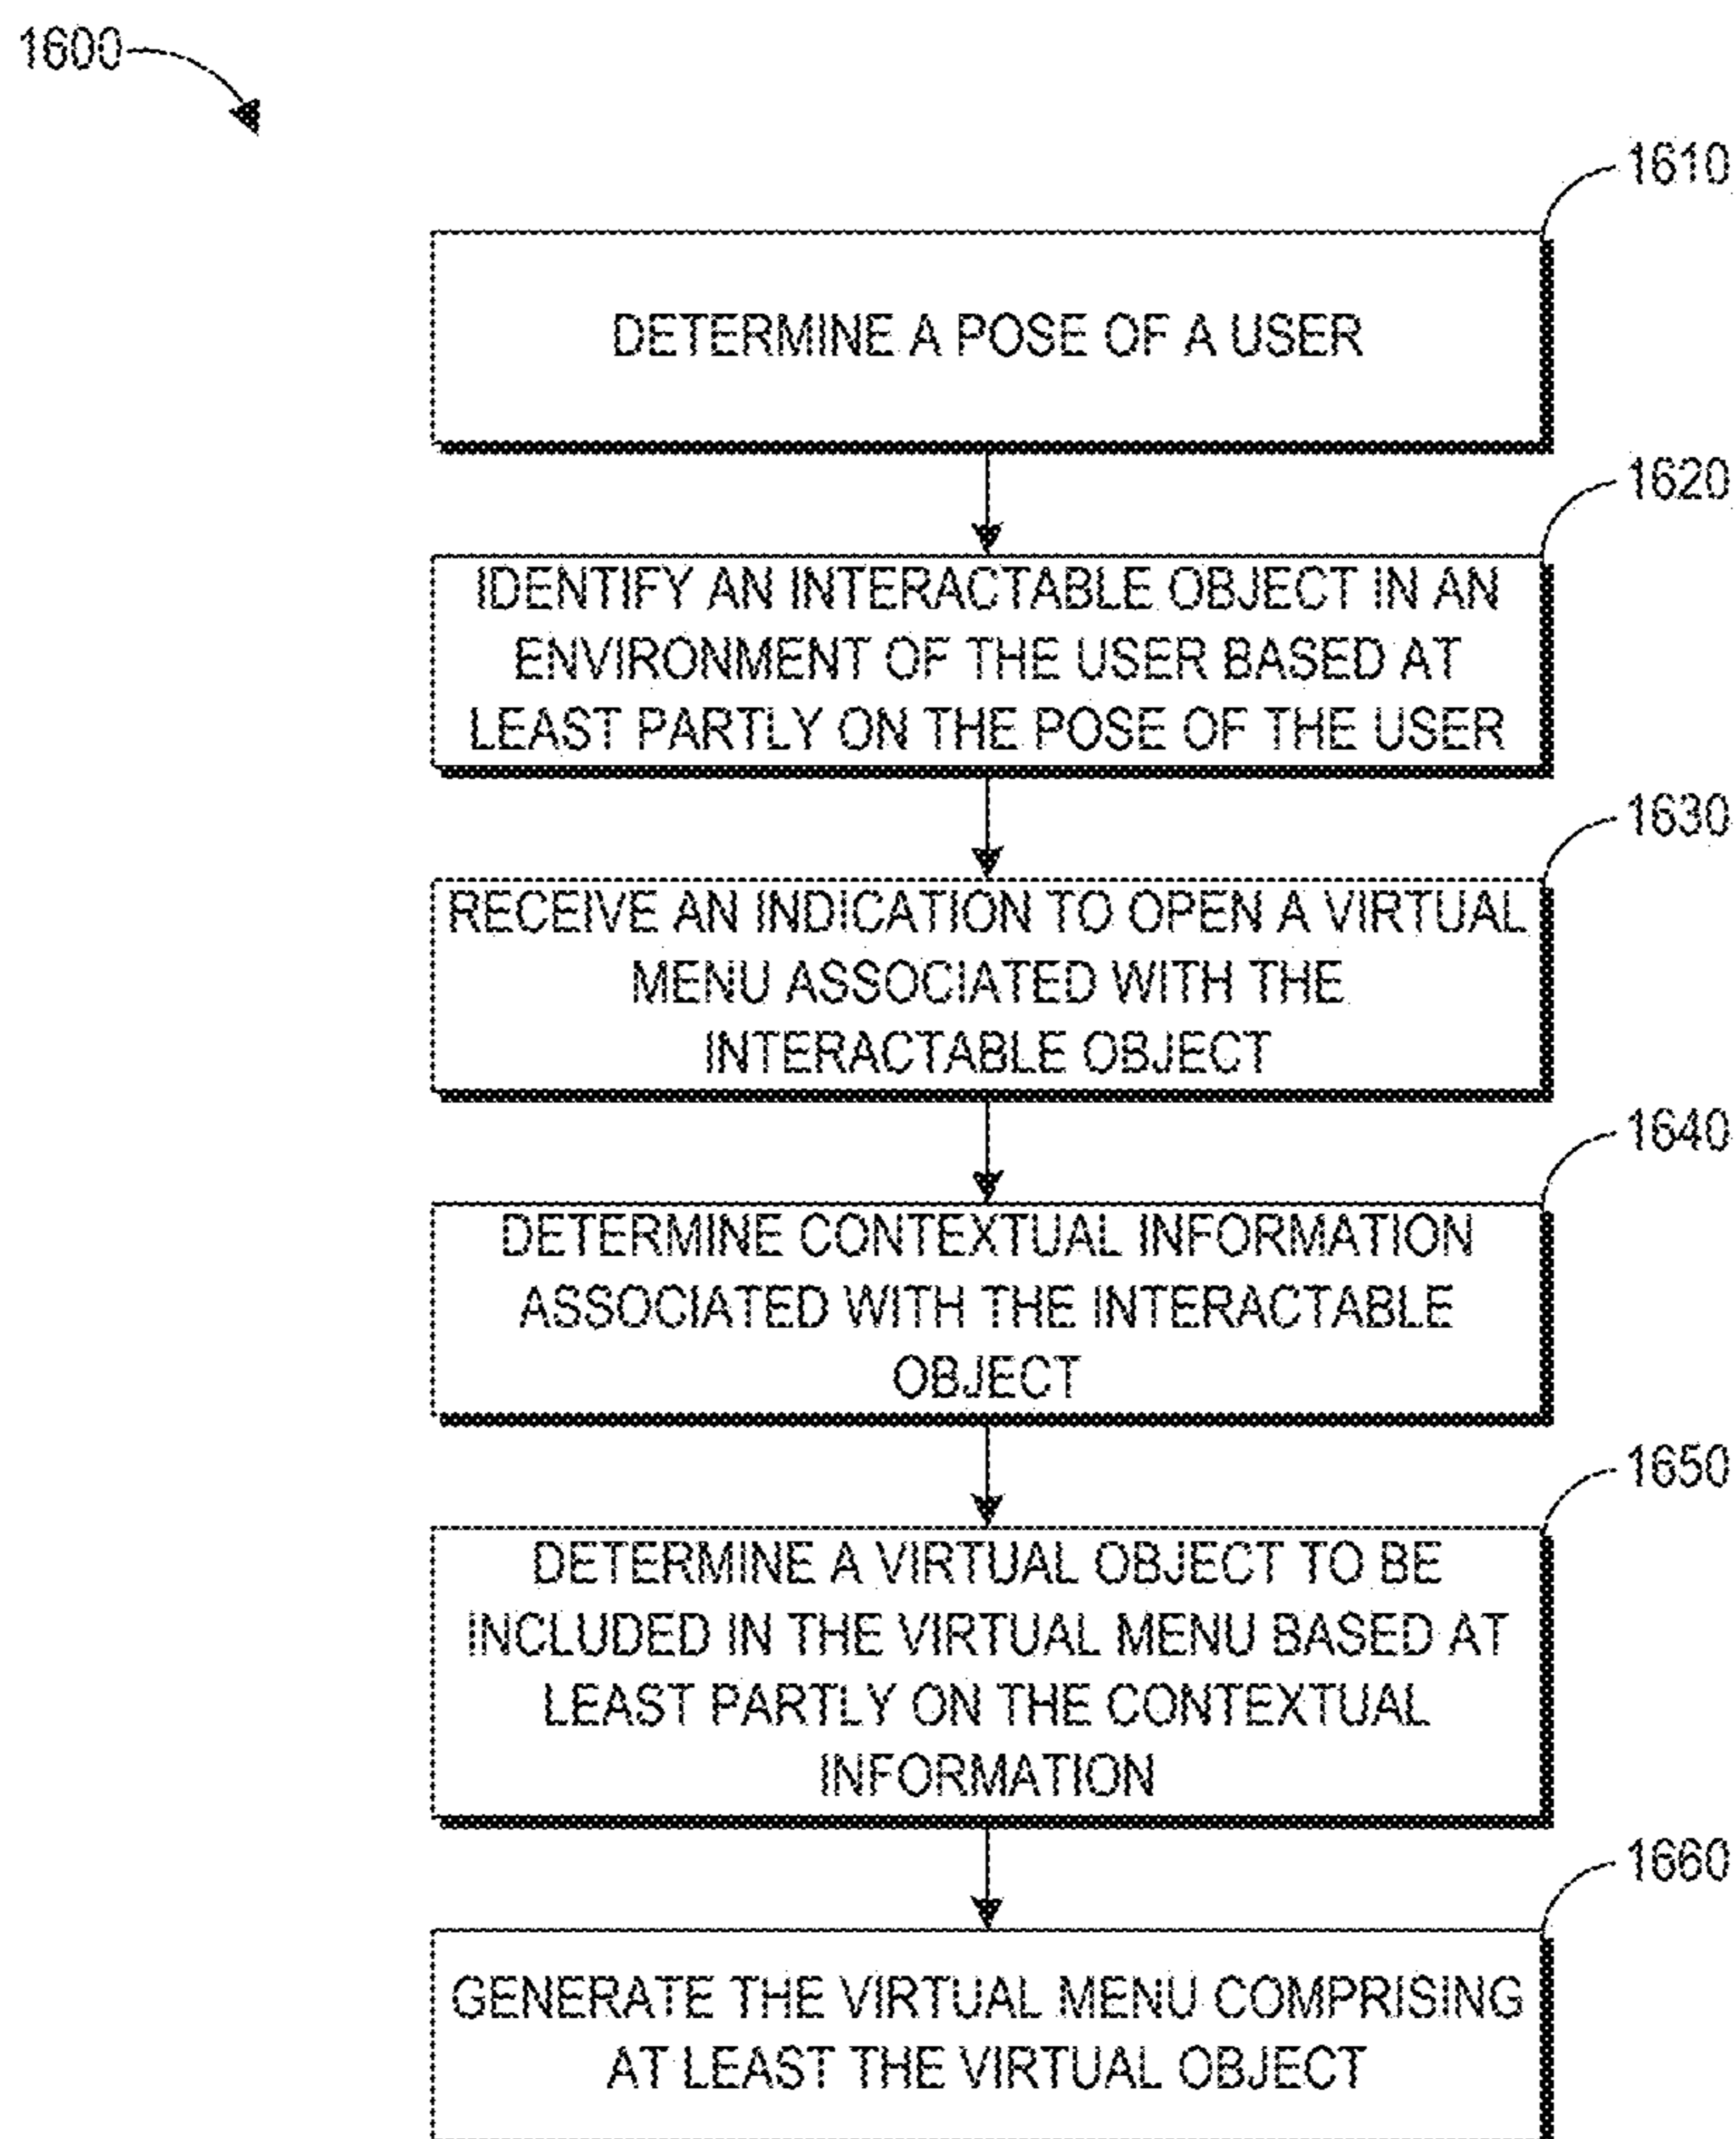 1600
1610
DETERMINE A POSE OF A USER
1620
IDENTIFY AN INTERACTABLE OBJECT IN AN
ENVIRONMENT OF THE USER BASED AT
LEAST PARTLY ON THE POSE OF THE USER
1630
RECEIVE AN INDICATION TO OPEN A VIRTUAL
MENU ASSOCIATED WITH THE
INTERACTABLE OBJECT
1640
DETERMINE CONTEXTUAL INFORMATION
ASSOCIATED WITH THE INTERACTABLE
OBJECT
1650
DETERMINE A VIRTUAL OBJECT TO BE
INCLUDED IN THE VIRTUAL MENU BASED AT
LEAST PARTLY ON THE CONTEXTUAL
INFORMATION
1660
GENERATE THE VIRTUAL MENU COMPRISING
AT LEAST THE VIRTUAL OBJECT